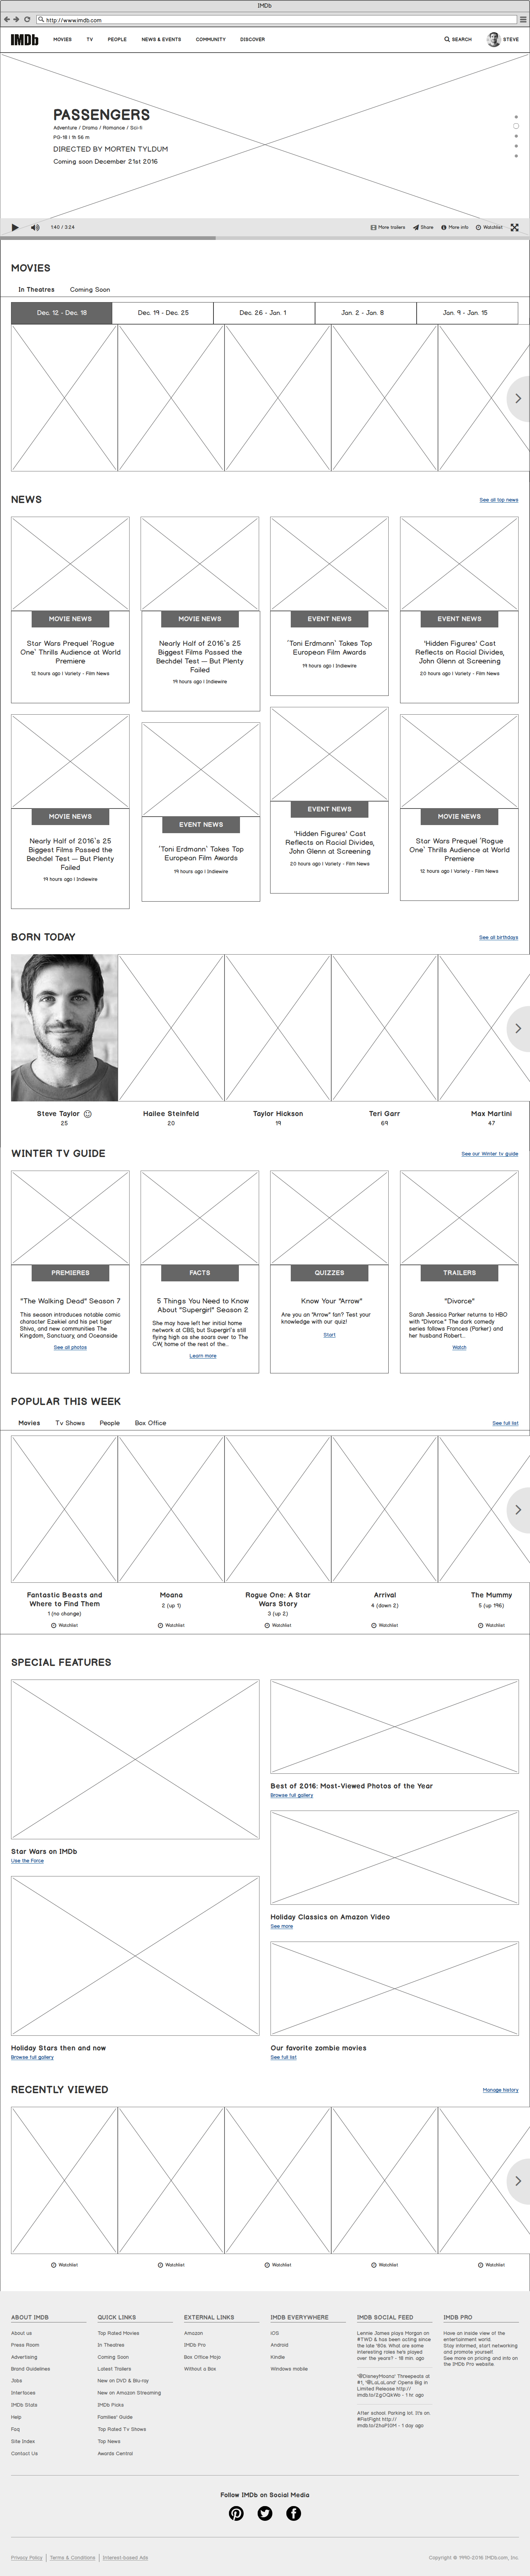 IMDb
http://www.imdb.com
IMDb MOVIES TV PEOPLE NEWS & EVENTS COMMUNITY DISCOVER SEARCH STEVE
PASSENGERS
Adventure / Drama / Romance / Sci-fi
PG-18 | 1h 56 m
DIRECTED BY MORTEN TYLDUM
Coming soon December 21st 2016
1:40 / 3:24 More trailers Share More info Watchlist
MOVIES
In Theatres Coming Soon
Dec. 12 - Dec. 18 Dec. 19 - Dec. 25 Dec. 26 - Jan. 1 Jan. 2 - Jan. 8 Jan. 9 - Jan. 15
NEWS See all top news
MOVIE NEWS
Star Wars Prequel 'Rogue
One' Thrills Audience at World
Premiere
12 hours ago | Variety - Film News
MOVIE NEWS
Nearly Half of 2016's 25
Biggest Films Passed the
Bechdel Test — But Plenty
Failed
19 hours ago | Indiewire
EVENT NEWS
'Toni Erdmann' Takes Top
European Film Awards
19 hours ago | Indiewire
EVENT NEWS
'Hidden Figures' Cast
Reflects on Racial Divides,
John Glenn at Screening
20 hours ago | Variety - Film News
MOVIE NEWS
Nearly Half of 2016's 25
Biggest Films Passed the
Bechdel Test — But Plenty
Failed
19 hours ago | Indiewire
EVENT NEWS
'Toni Erdmann' Takes Top
European Film Awards
19 hours ago | Indiewire
EVENT NEWS
'Hidden Figures' Cast
Reflects on Racial Divides,
John Glenn at Screening
20 hours ago | Variety - Film News
MOVIE NEWS
Star Wars Prequel 'Rogue
One' Thrills Audience at World
Premiere
12 hours ago | Variety - Film News
BORN TODAY See all birthdays
Steve Taylor Hailee Steinfeld Taylor Hickson Teri Garr Max Martini
25 20 19 69 47
WINTER TV GUIDE See our Winter tv guide
PREMIERES
"The Walking Dead" Season 7
This season introduces notable comic
character Ezekiel and his pet tiger
Shiva, and new communities The
Kingdom, Sanctuary, and Oceanside
See all photos
FACTS
5 Things You Need to Know
About "Supergirl" Season 2
She may have left her initial home
network at CBS, but Supergirl's still
flying high as she soars over to The
CW, home of the rest of the...
Learn more
QUIZZES
Know Your "Arrow"
Are you an "Arrow" fan? Test your
knowledge with our quiz!
Start
TRAILERS
"Divorce"
Sarah Jessica Parker returns to HBO
with "Divorce." The dark comedy
series follows Frances (Parker) and
her husband Robert...
Watch
POPULAR THIS WEEK
Movies Tv Shows People Box Office See full list
Fantastic Beasts and
Where to Find Them
1 (no change)
Watchlist
Moana
2 (up 1)
Watchlist
Rogue One: A Star
Wars Story
3 (up 2)
Watchlist
Arrival
4 (down 2)
Watchlist
The Mummy
5 (up 196)
Watchlist
SPECIAL FEATURES
Star Wars on IMDb
Use the Force
Best of 2016: Most-Viewed Photos of the Year
Browse full gallery
Holiday Classics on Amazon Video
See more
Holiday Stars then and now
Browse full gallery
Our favorite zombie movies
See full list
RECENTLY VIEWED Manage history
Watchlist Watchlist Watchlist Watchlist Watchlist
ABOUT IMDB
About us
Press Room
Advertising
Brand Guidelines
Jobs
Interfaces
IMDb Stats
Help
Faq
Site Index
Contact Us
QUICK LINKS
Top Rated Movies
In Theatres
Coming Soon
Latest Trailers
New on DVD & Blu-ray
New on Amazon Streaming
IMDb Picks
Families' Guide
Top Rated Tv Shows
Top News
Awards Central
EXTERNAL LINKS
Amazon
IMDb Pro
Box Office Mojo
Without a Box
IMDB EVERYWHERE
iOS
Android
Kindle
Windows mobile
IMDB SOCIAL FEED
Lennie James plays Morgan on
#TWD & has been acting since
the late '80s. What are some
interesting roles he's played
over the years? - 18 min. ago
'@DisneyMoana' Threepeats at
#1, '@LaLaLand' Opens Big in
Limited Release http://
After school. Parking lot. It's on.
#FistFight http://
IMDB PRO
Have an inside view of the
entertainment world.
Stay informed, start networking
and promote yourself.
See more on pricing and info on
the IMDb Pro website.
Follow IMDb on Social Media
Privacy Policy | Terms & Conditions | Interest-based Ads
Copyright © 1990-2016 IMDb.com, Inc.